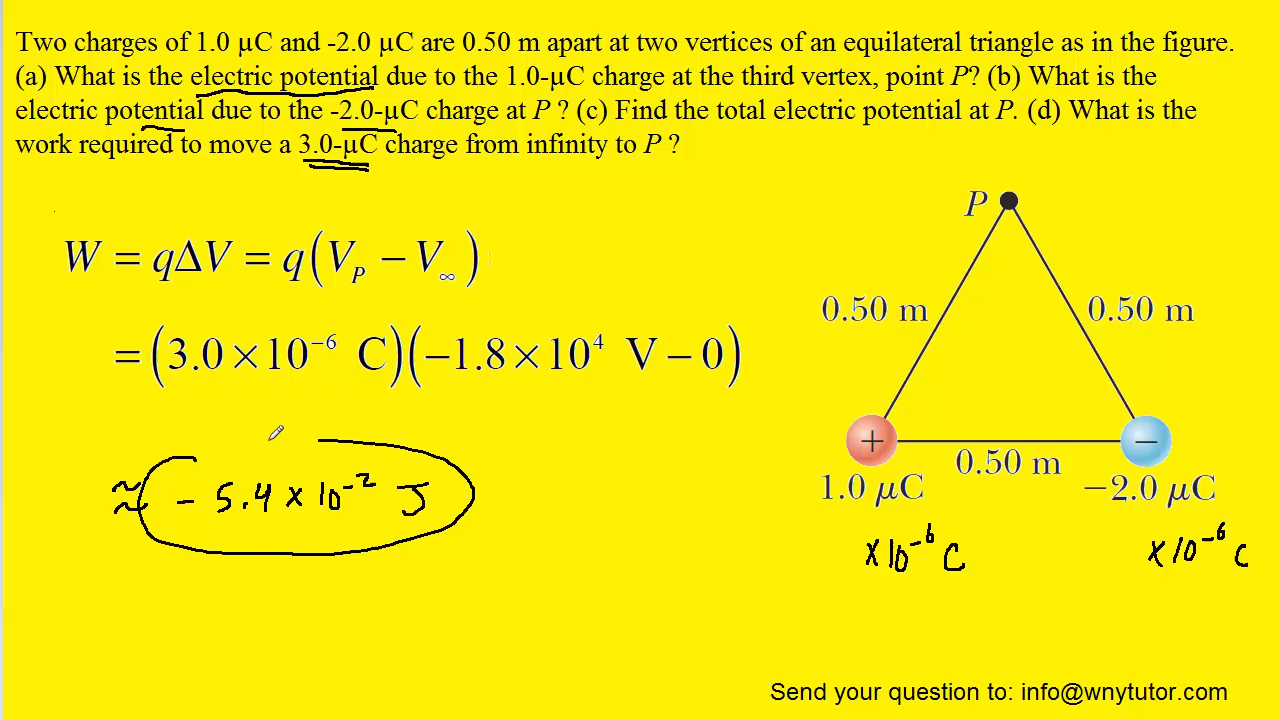 Two charges of 1.0 µC and -2.0 µC are 0.50 m apart at two vertices of an equilateral triangle as in the figure.
(a) What is the electric potential due to the 1.0-µC charge at the third vertex, point P? (b) What is the
electric potential due to the -2.0-µC charge at P ? (c) Find the total electric potential at P. (d) What is the
work required to move a 3.0-µC charge from infinity to P ?
W = qΔV = q(V_P − V_∞)
= (3.0 × 10⁻⁶ C)(−1.8 × 10⁴ V − 0)
≈ - 5.4 x 10⁻² J
P
0.50 m 0.50 m
+ −
0.50 m
1.0 µC −2.0 µC
x 10⁻⁶ C x 10⁻⁶ C
Send your question to: info@wnytutor.com